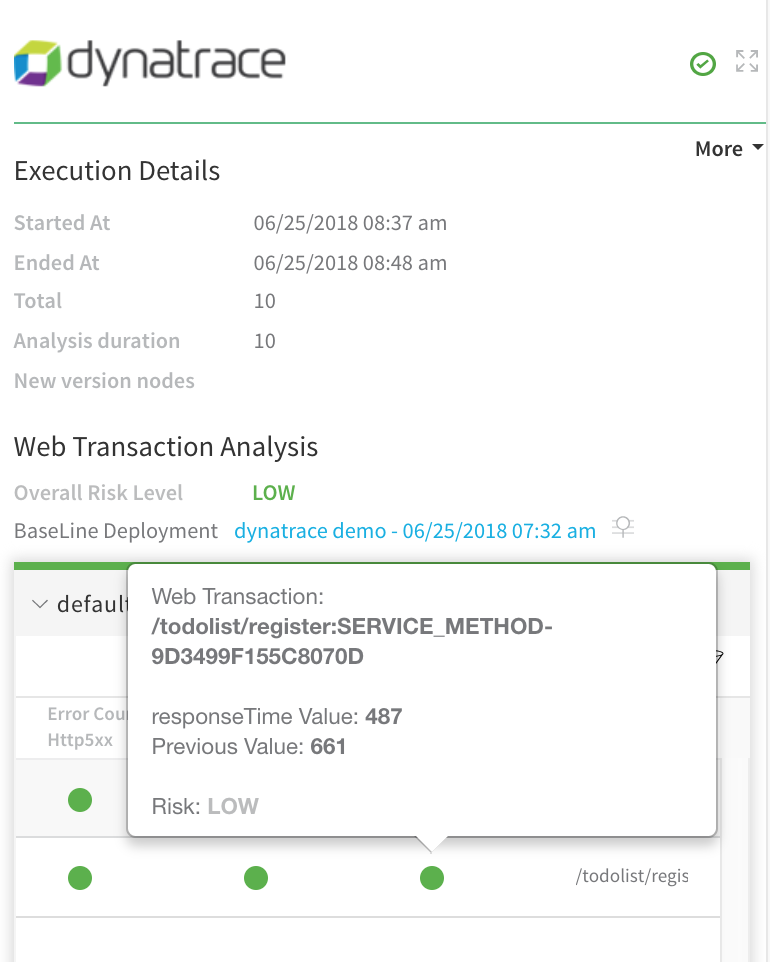 dynatrace
More
Execution Details
Started At 06/25/2018 08:37 am
Ended At 06/25/2018 08:48 am
Total 10
Analysis duration 10
New version nodes
Web Transaction Analysis
Overall Risk Level LOW
BaseLine Deployment dynatrace demo - 06/25/2018 07:32 am
default
Web Transaction:
/todolist/register:SERVICE_METHOD-
9D3499F155C8070D
responseTime Value: 487
Previous Value: 661
Risk: LOW
Error Cou
Http5xx
/todolist/regis